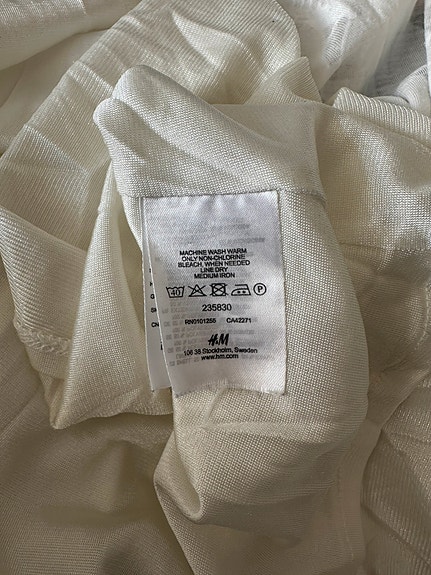 MACHINE WASH WARM
ONLY NON-CHLORINE
BLEACH, WHEN NEEDED
LINE DRY
MEDIUM IRON
40 P
235830
RN0101255 CA42271
H&M
106 38 Stockholm, Sweden
www.hm.com